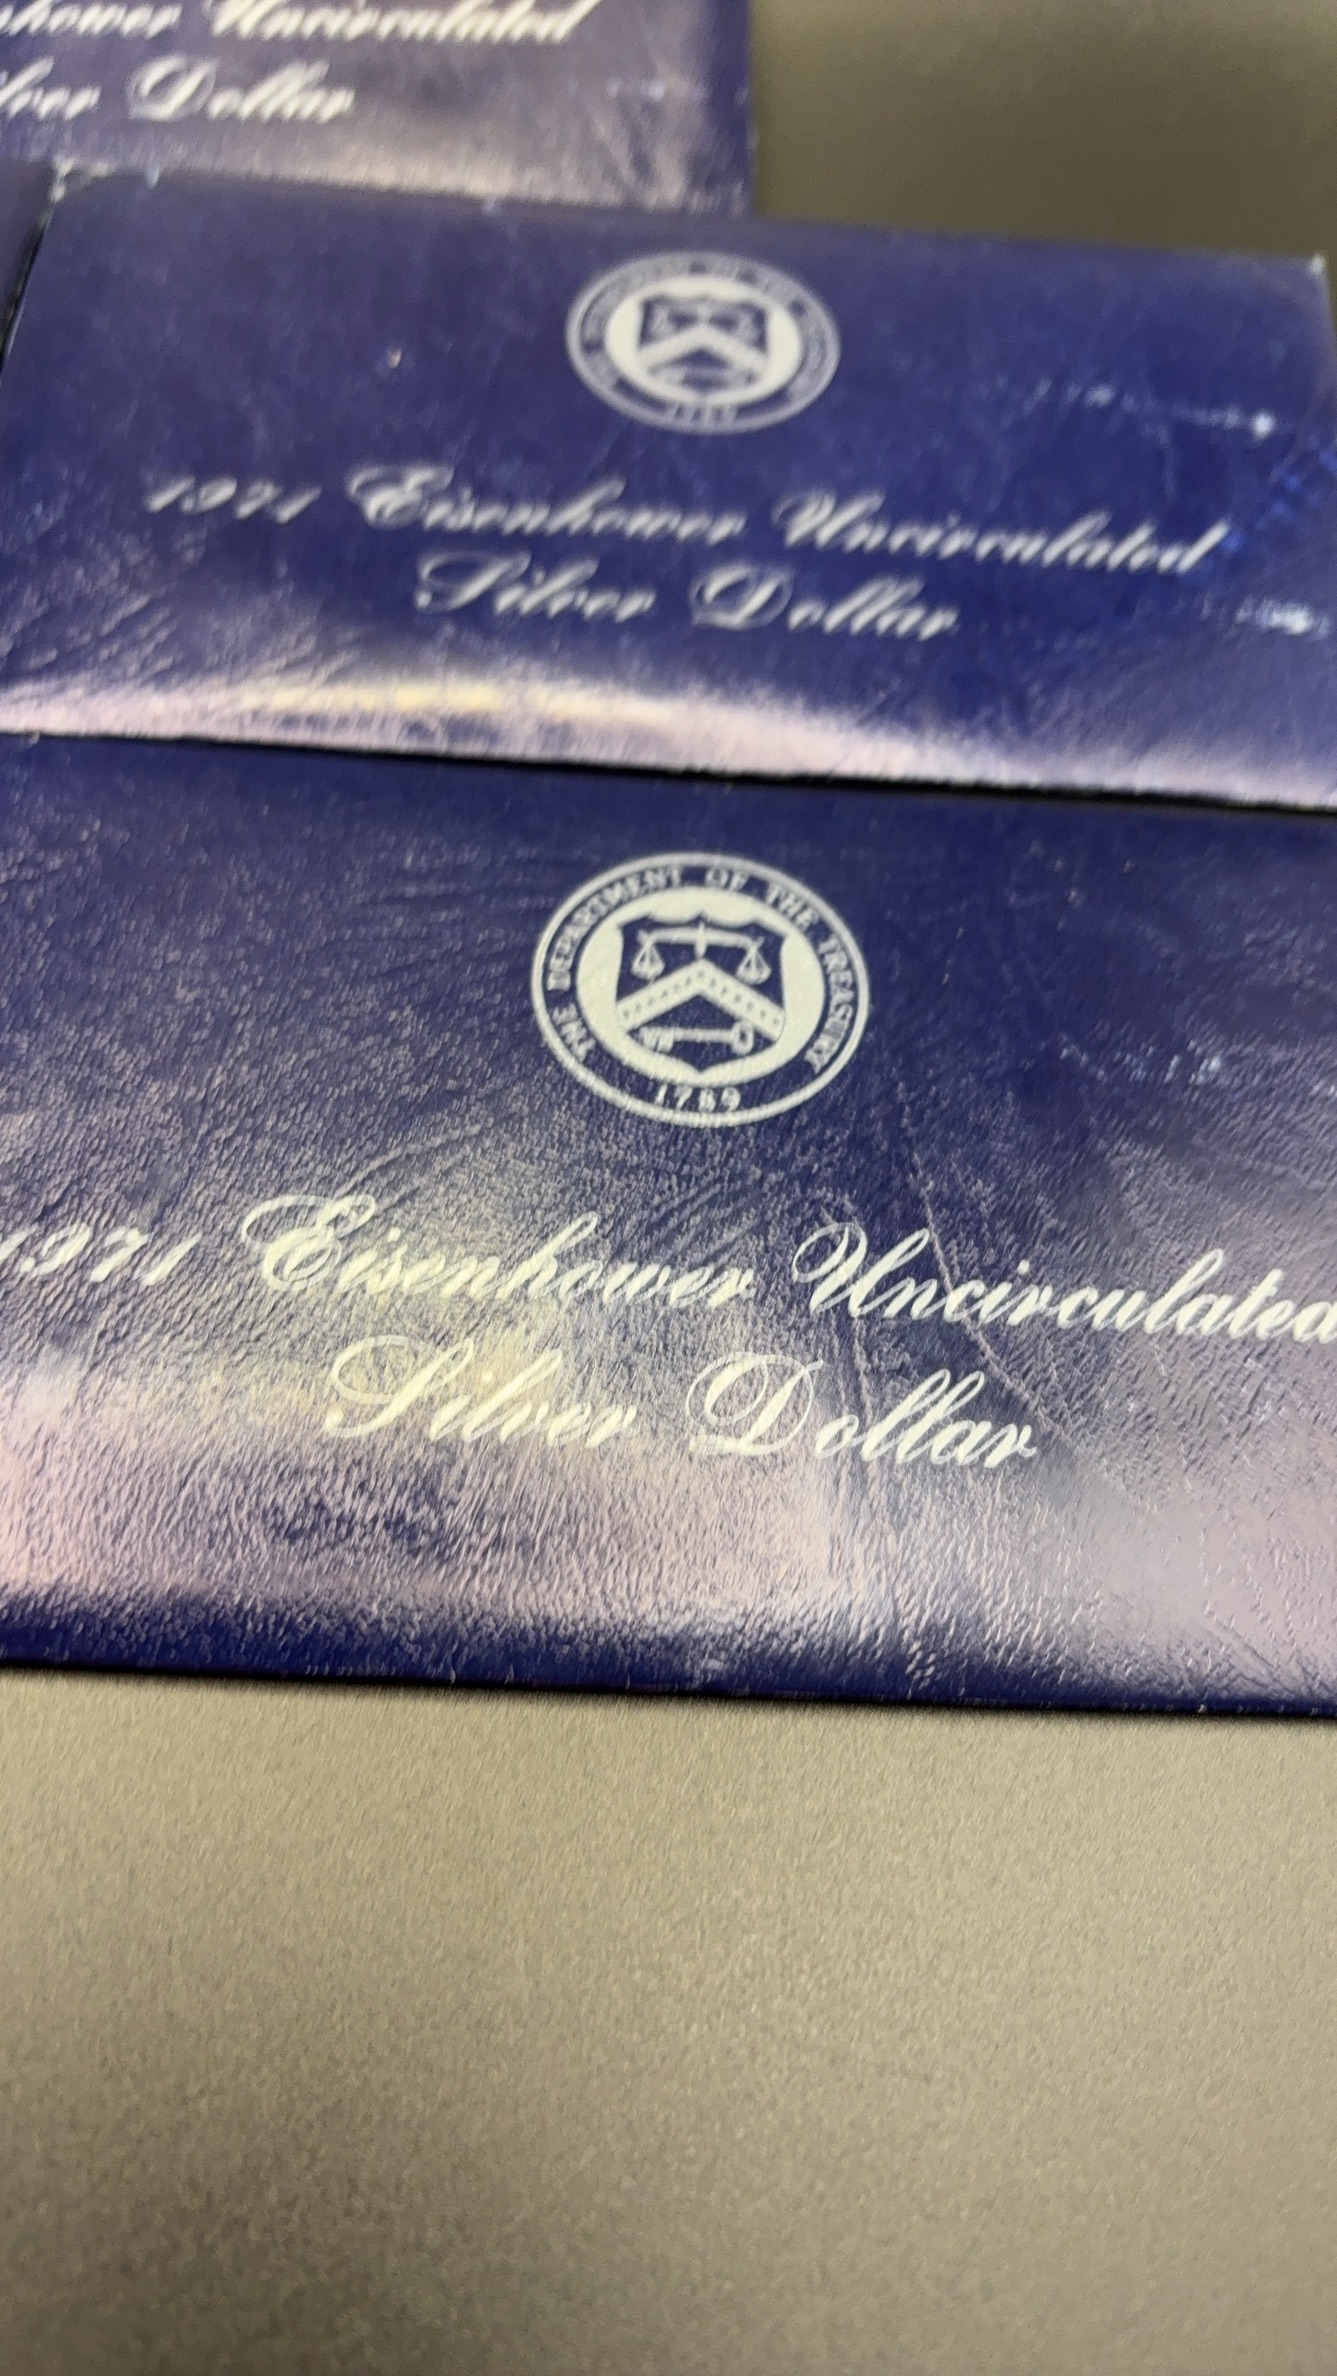 Eisenhower Uncirculated
Silver Dollar
1971 Eisenhower Uncirculated
Silver Dollar
THE DEPARTMENT OF THE TREASURY
1789
1971 Eisenhower Uncirculated
Silver Dollar